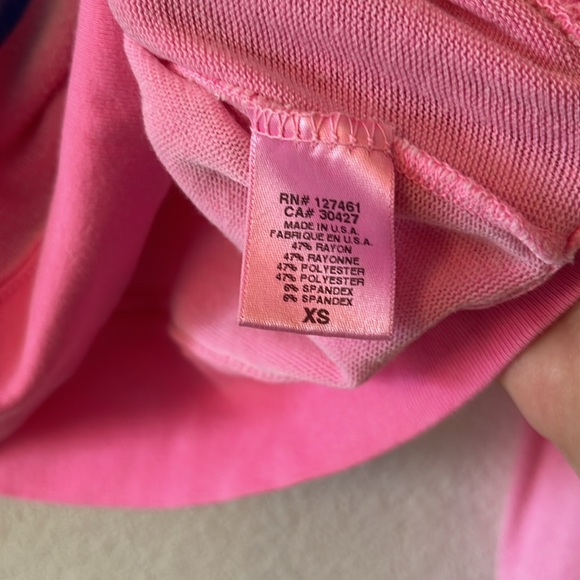 RN# 127461
CA# 30427
MADE IN U.S.A.
FABRIQUE EN U.S.A.
47% RAYON
47% RAYONNE
47% POLYESTER
47% POLYESTER
6% SPANDEX
6% SPANDEX
XS